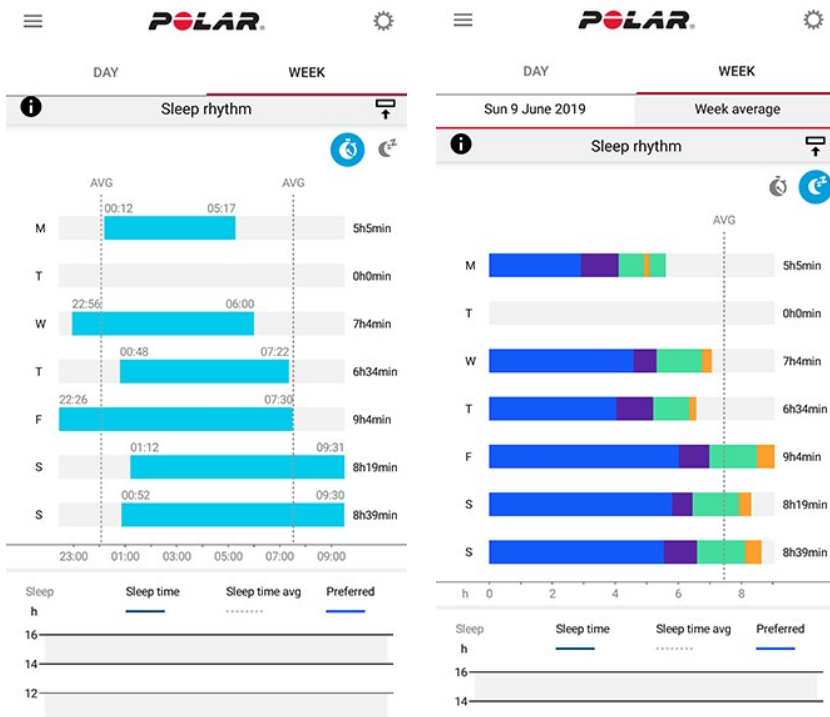 POLAR.
DAY WEEK
i Sleep rhythm
AVG AVG
00:12 05:17
M 5h5min
T 0h0min
22:56 06:00
W 7h4min
00:48 07:22
T 6h34min
22:26 07:30
F 9h4min
01:12 09:31
S 8h19min
00:52 09:30
S 8h39min
23:00 01:00 03:00 05:00 07:00 09:00
Sleep Sleep time Sleep time avg Preferred
h
16
14
12
POLAR.
DAY WEEK
Sun 9 June 2019 Week average
i Sleep rhythm
zz
AVG
M 5h5min
T 0h0min
W 7h4min
T 6h34min
F 9h4min
S 8h19min
S 8h39min
h 0 2 4 6 8
Sleep Sleep time Sleep time avg Preferred
h
16
14